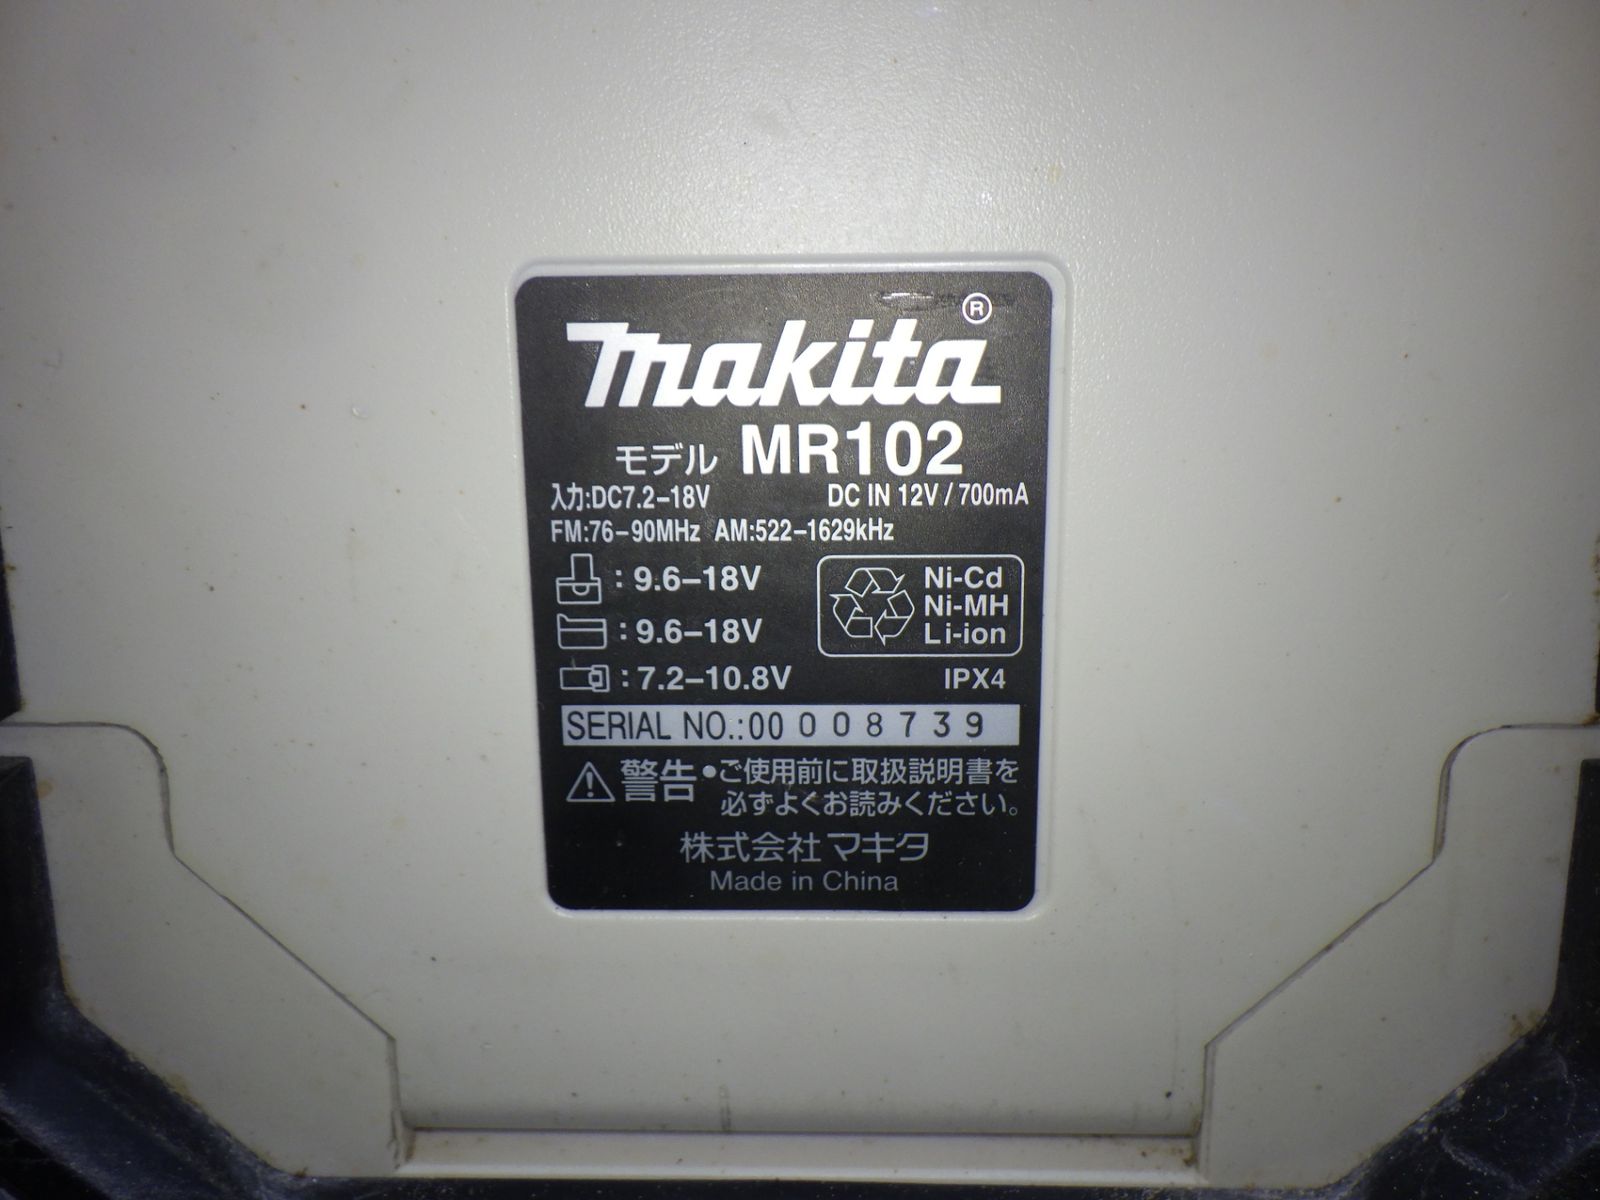 makita®
モデル MR102
入力:DC7.2-18V DC IN 12V / 700mA
FM:76-90MHz AM:522-1629kHz
: 9.6-18V
: 9.6-18V
: 7.2-10.8V
Ni-Cd
Ni-MH
Li-ion
IPX4
SERIAL NO.:00 008739
警告 •ご使用前に取扱説明書を
必ずよくお読みください。
株式会社マキタ
Made in China